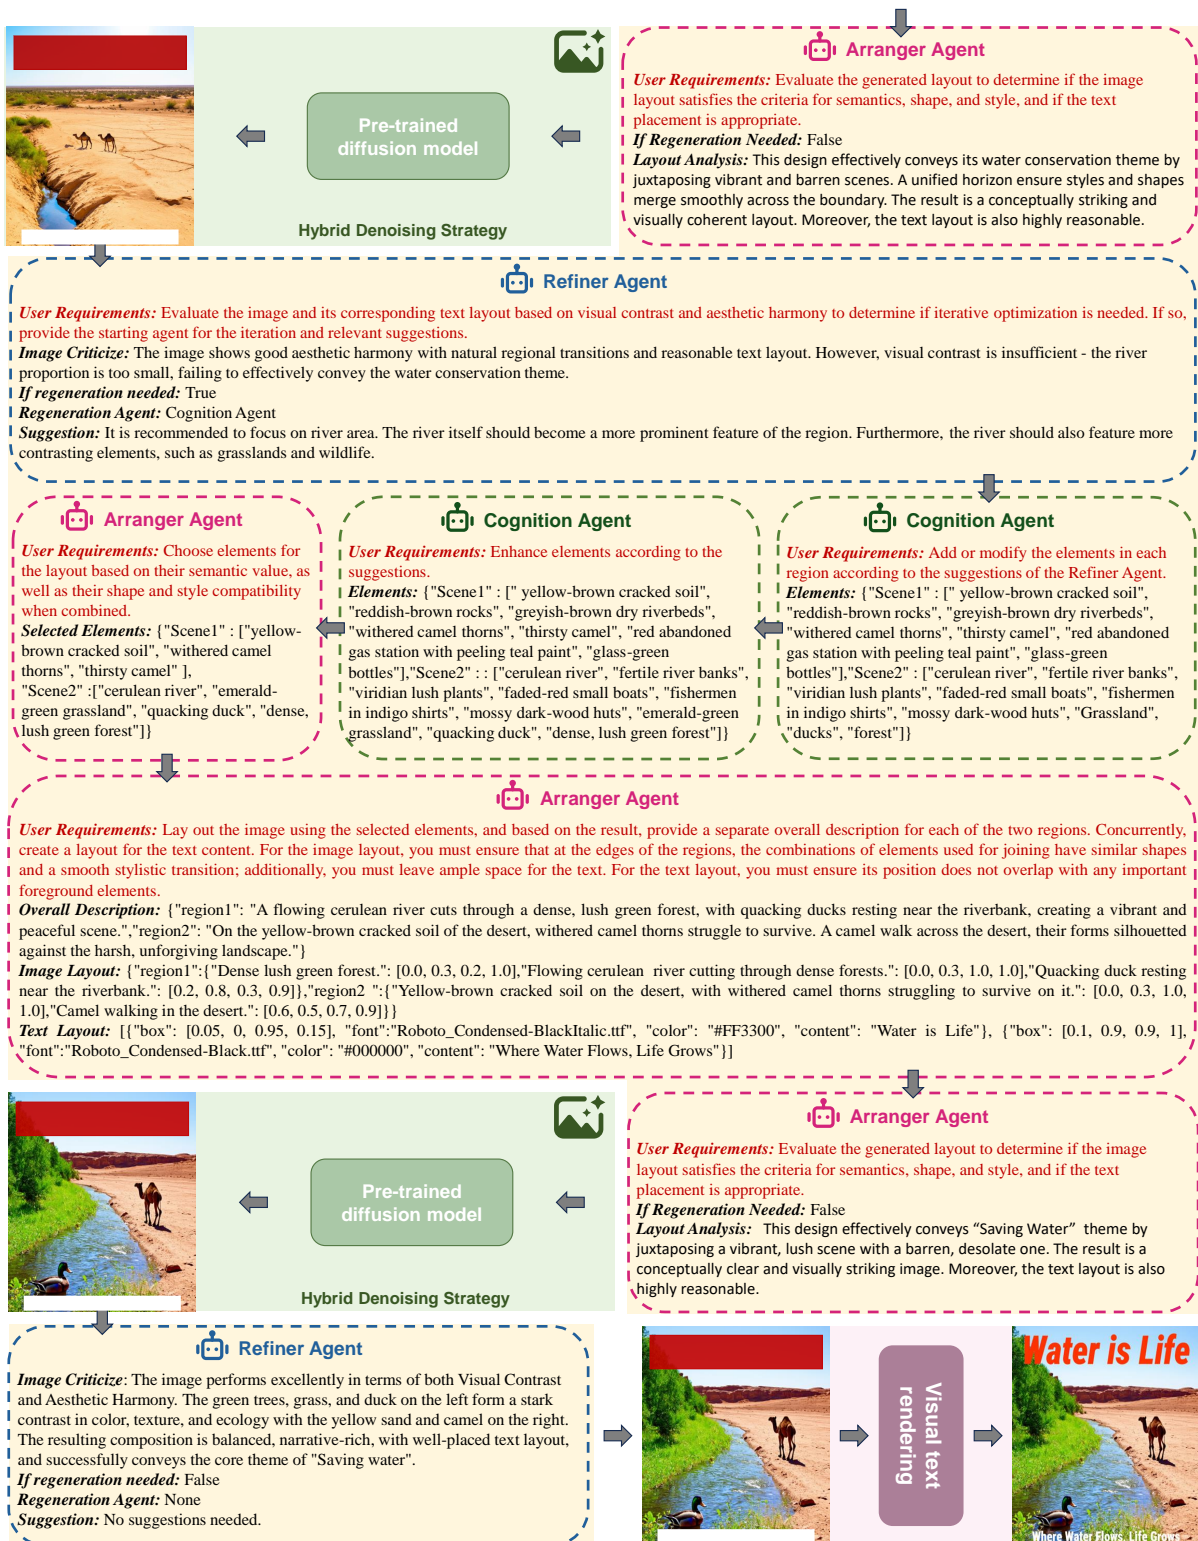 Pre-trained
diffusion model
Hybrid Denoising Strategy
Arranger Agent
User Requirements: Evaluate the generated layout to determine if the image
layout satisfies the criteria for semantics, shape, and style, and if the text
placement is appropriate.
If Regeneration Needed: False
Layout Analysis: This design effectively conveys its water conservation theme by
juxtaposing vibrant and barren scenes. A unified horizon ensure styles and shapes
merge smoothly across the boundary. The result is a conceptually striking and
visually coherent layout. Moreover, the text layout is also highly reasonable.
Refiner Agent
User Requirements: Evaluate the image and its corresponding text layout based on visual contrast and aesthetic harmony to determine if iterative optimization is needed. If so,
provide the starting agent for the iteration and relevant suggestions.
Image Criticize: The image shows good aesthetic harmony with natural regional transitions and reasonable text layout. However, visual contrast is insufficient - the river
proportion is too small, failing to effectively convey the water conservation theme.
If regeneration needed: True
Regeneration Agent: Cognition Agent
Suggestion: It is recommended to focus on river area. The river itself should become a more prominent feature of the region. Furthermore, the river should also feature more
contrasting elements, such as grasslands and wildlife.
Arranger Agent
User Requirements: Choose elements for
the layout based on their semantic value, as
well as their shape and style compatibility
when combined.
Selected Elements: {"Scene1" : ["yellow-
brown cracked soil", "withered camel
thorns", "thirsty camel" ],
"Scene2" :["cerulean river", "emerald-
green grassland", "quacking duck", "dense,
lush green forest"]}
Cognition Agent
User Requirements: Enhance elements according to the
suggestions.
Elements: {"Scene1" : [" yellow-brown cracked soil",
"reddish-brown rocks", "greyish-brown dry riverbeds",
"withered camel thorns", "thirsty camel", "red abandoned
gas station with peeling teal paint", "glass-green
bottles"],"Scene2" : : ["cerulean river", "fertile river banks",
"viridian lush plants", "faded-red small boats", "fishermen
in indigo shirts", "mossy dark-wood huts", "emerald-green
grassland", "quacking duck", "dense, lush green forest"]}
Cognition Agent
User Requirements: Add or modify the elements in each
region according to the suggestions of the Refiner Agent.
Elements: {"Scene1" : [" yellow-brown cracked soil",
"reddish-brown rocks", "greyish-brown dry riverbeds",
"withered camel thorns", "thirsty camel", "red abandoned
gas station with peeling teal paint", "glass-green
bottles"],"Scene2" : ["cerulean river", "fertile river banks",
"viridian lush plants", "faded-red small boats", "fishermen
in indigo shirts", "mossy dark-wood huts", "Grassland",
"ducks", "forest"]}
Arranger Agent
User Requirements: Lay out the image using the selected elements, and based on the result, provide a separate overall description for each of the two regions. Concurrently,
create a layout for the text content. For the image layout, you must ensure that at the edges of the regions, the combinations of elements used for joining have similar shapes
and a smooth stylistic transition; additionally, you must leave ample space for the text. For the text layout, you must ensure its position does not overlap with any important
foreground elements.
Overall Description: {"region1": "A flowing cerulean river cuts through a dense, lush green forest, with quacking ducks resting near the riverbank, creating a vibrant and
peaceful scene.","region2": "On the yellow-brown cracked soil of the desert, withered camel thorns struggle to survive. A camel walk across the desert, their forms silhouetted
against the harsh, unforgiving landscape."}
Image Layout: {"region1":{"Dense lush green forest.": [0.0, 0.3, 0.2, 1.0],"Flowing cerulean river cutting through dense forests.": [0.0, 0.3, 1.0, 1.0],"Quacking duck resting
near the riverbank.": [0.2, 0.8, 0.3, 0.9]},"region2 ":{"Yellow-brown cracked soil on the desert, with withered camel thorns struggling to survive on it.": [0.0, 0.3, 1.0,
1.0],"Camel walking in the desert.": [0.6, 0.5, 0.7, 0.9]}}
Text Layout: [{"box": [0.05, 0, 0.95, 0.15], "font":"Roboto_Condensed-BlackItalic.ttf", "color": "#FF3300", "content": "Water is Life"}, {"box": [0.1, 0.9, 0.9, 1],
"font":"Roboto_Condensed-Black.ttf", "color": "#000000", "content": "Where Water Flows, Life Grows"}]
Pre-trained
diffusion model
Hybrid Denoising Strategy
Arranger Agent
User Requirements: Evaluate the generated layout to determine if the image
layout satisfies the criteria for semantics, shape, and style, and if the text
placement is appropriate.
If Regeneration Needed: False
Layout Analysis: This design effectively conveys “Saving Water” theme by
juxtaposing a vibrant, lush scene with a barren, desolate one. The result is a
conceptually clear and visually striking image. Moreover, the text layout is also
highly reasonable.
Refiner Agent
Image Criticize: The image performs excellently in terms of both Visual Contrast
and Aesthetic Harmony. The green trees, grass, and duck on the left form a stark
contrast in color, texture, and ecology with the yellow sand and camel on the right.
The resulting composition is balanced, narrative-rich, with well-placed text layout,
and successfully conveys the core theme of "Saving water".
If regeneration needed: False
Regeneration Agent: None
Suggestion: No suggestions needed.
Visual text
rendering
Water is Life
Where Water Flows, Life Grows